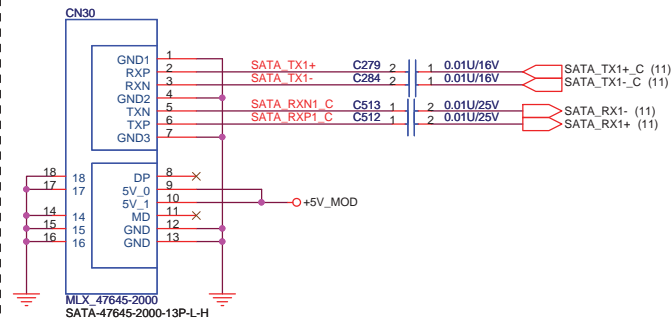 CN30
GND1 1
RXP 2 SATA_TX1+ C279 2 1 0.01U/16V SATA_TX1+_C (11)
RXN 3 SATA_TX1- C284 2 1 0.01U/16V SATA_TX1-_C (11)
GND2 4
TXN 5 SATA_RXN1_C C513 1 2 0.01U/25V SATA_RX1- (11)
TXP 6 SATA_RXP1_C C512 1 2 0.01U/25V SATA_RX1+ (11)
GND3 7
18 18 DP 8
17 17 5V_0 9
5V_1 10 +5V_MOD
14 14 MD 11
15 15 GND 12
16 16 GND 13
MLX_47645-2000
SATA-47645-2000-13P-L-H